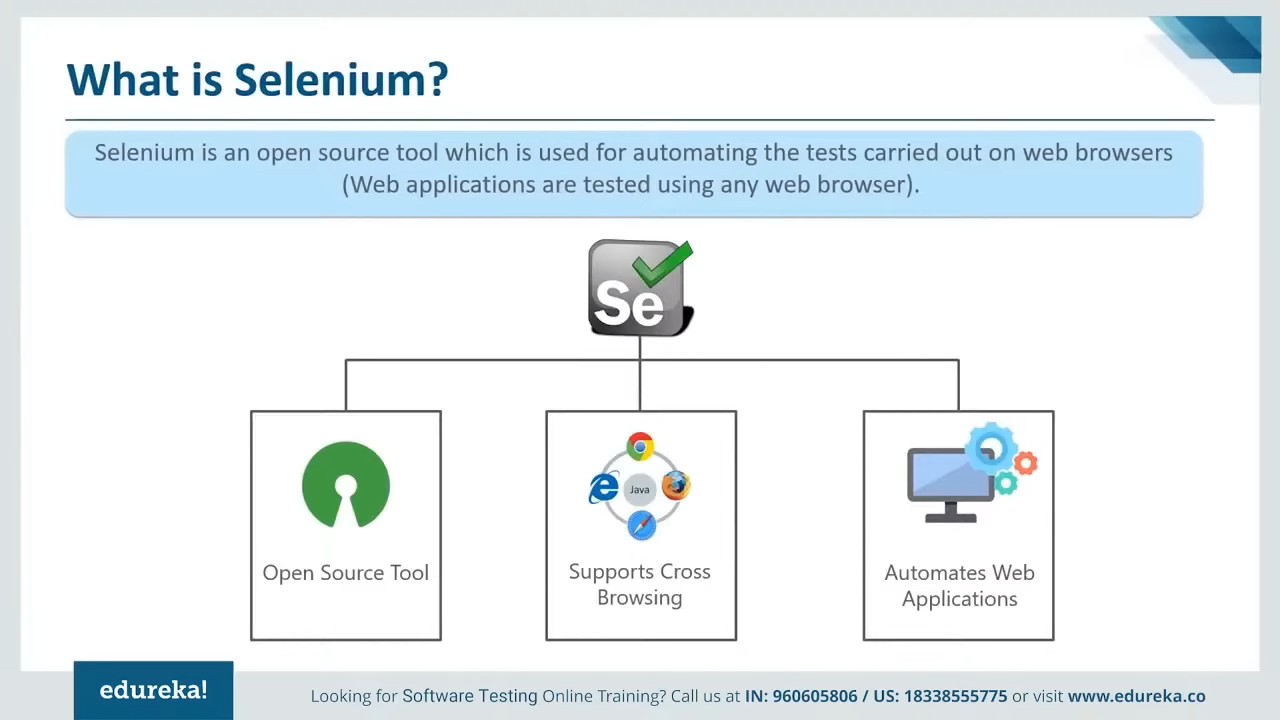 What is Selenium?
Selenium is an open source tool which is used for automating the tests carried out on web browsers
(Web applications are tested using any web browser).
Se
Java
Open Source Tool
Supports Cross
Browsing
Automates Web
Applications
edureka!
Looking for Software Testing Online Training? Call us at IN: 960605806 / US: 18338555775 or visit www.edureka.co